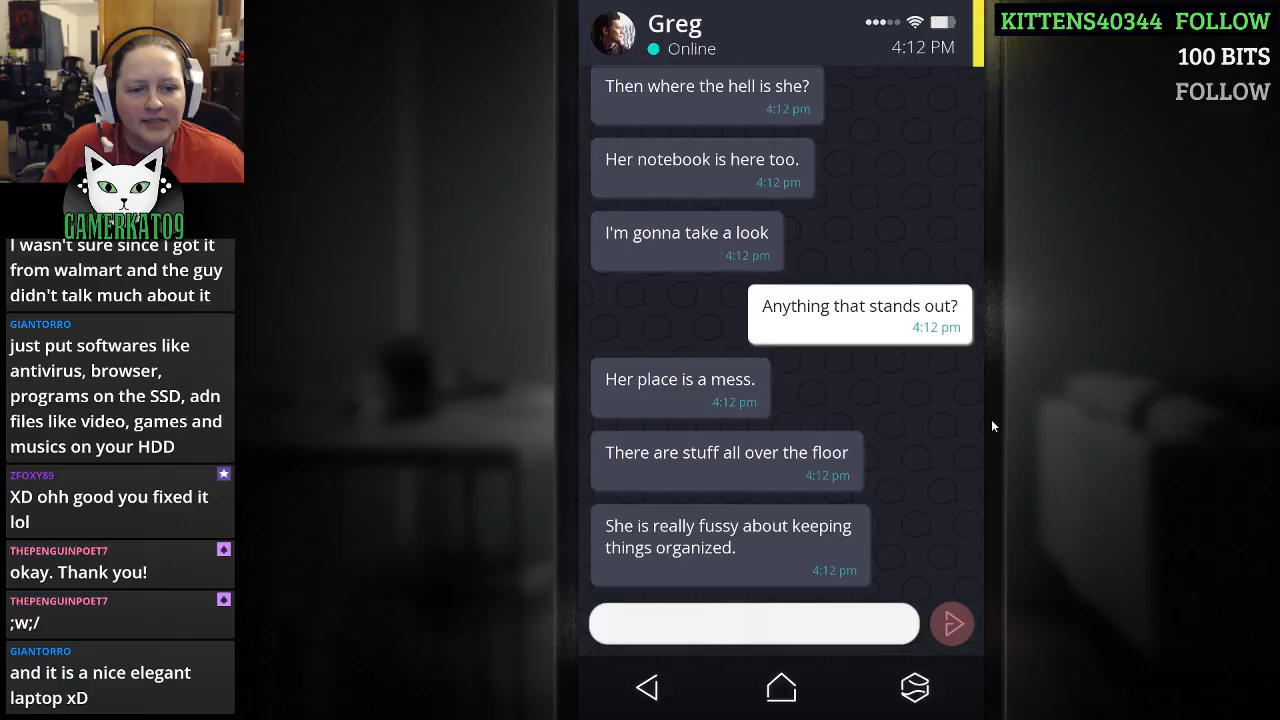 GAMERKAT09
I wasn't sure since I got it
from walmart and the guy
didn't talk much about it
GIANTORRO
just put softwares like
antivirus, browser,
programs on the SSD, adn
files like video, games and
musics on your HDD
ZFOXY89
XD ohh good you fixed it
lol
THEPENGUINPOET7
okay. Thank you!
THEPENGUINPOET7
;w;/
GIANTORRO
and it is a nice elegant
laptop xD
Greg
Online
4:12 PM
Then where the hell is she?
4:12 pm
Her notebook is here too.
4:12 pm
I'm gonna take a look
4:12 pm
Anything that stands out?
4:12 pm
Her place is a mess.
4:12 pm
There are stuff all over the floor
4:12 pm
She is really fussy about keeping
things organized.
4:12 pm
KITTENS40344 FOLLOW
100 BITS
FOLLOW